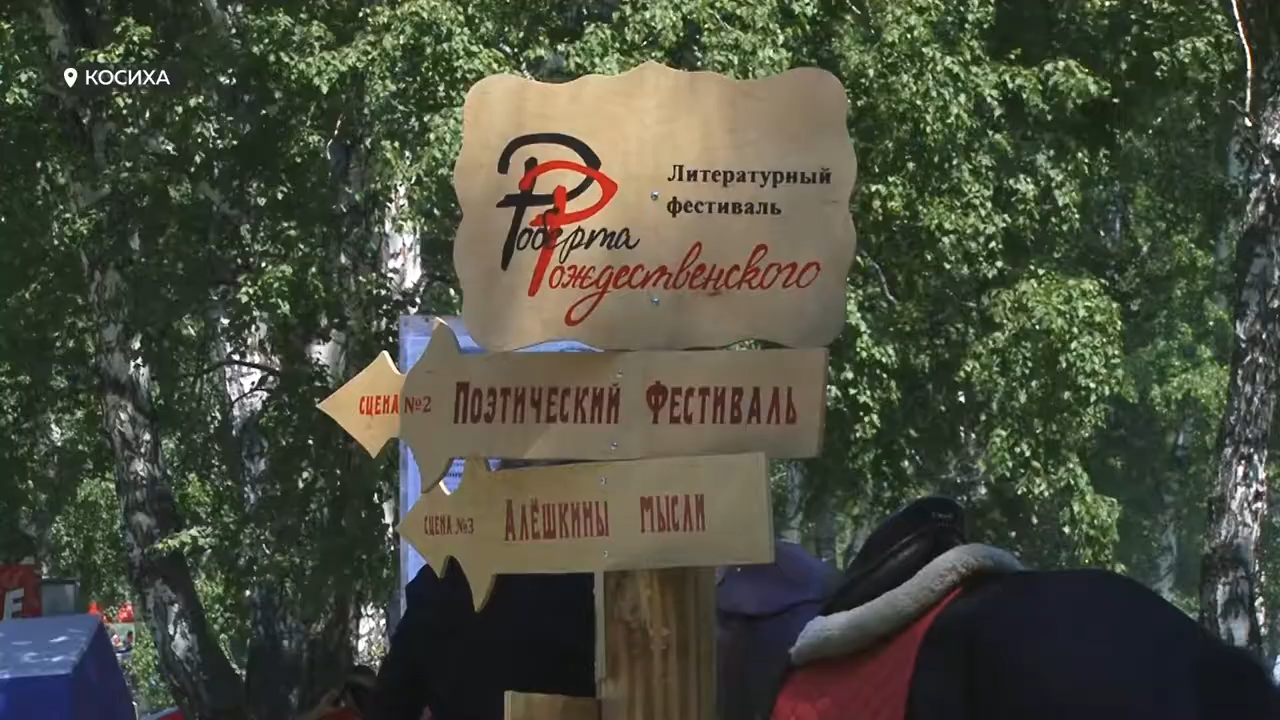 КОСИХА
Литературный
фестиваль
Роберта
Рождественского
СЦЕНА №2 ПОЭТИЧЕСКИЙ ФЕСТИВАЛЬ
СЦЕНА №3 АЛЁШКИНЫ МЫСЛИ